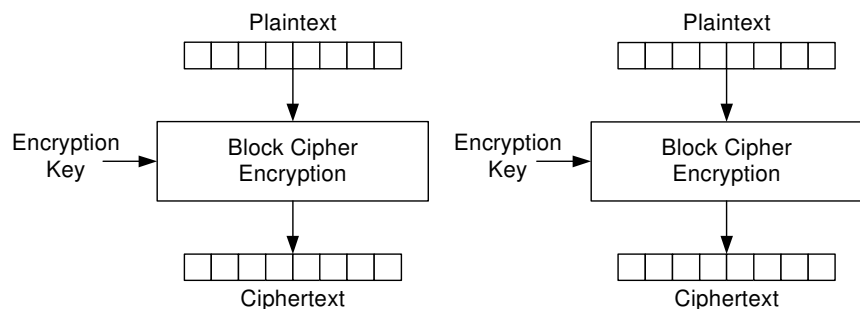 Plaintext
Encryption
Key
Block Cipher
Encryption
Ciphertext
Plaintext
Encryption
Key
Block Cipher
Encryption
Ciphertext